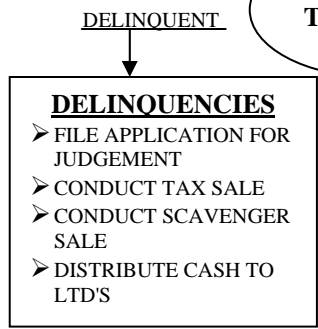 DELINQUENT
T
DELINQUENCIES
➢ FILE APPLICATION FOR
JUDGEMENT
➢ CONDUCT TAX SALE
➢ CONDUCT SCAVENGER
SALE
➢ DISTRIBUTE CASH TO
LTD'S